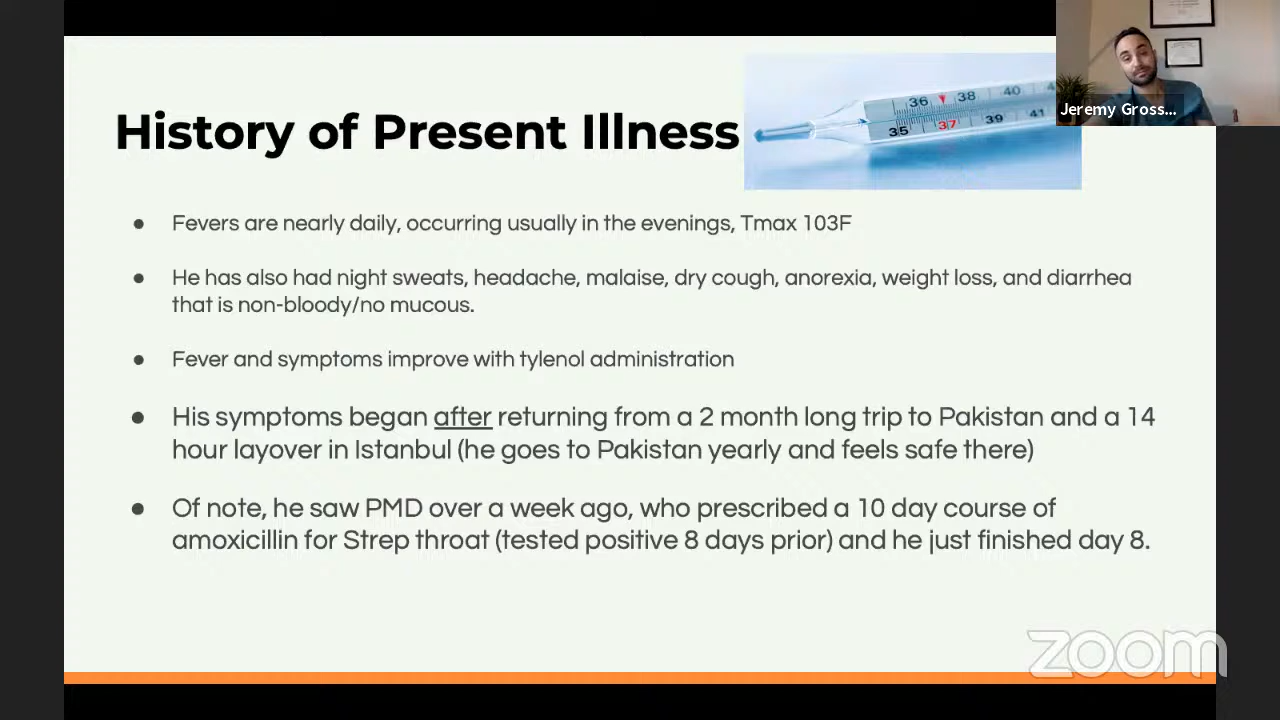 Jeremy Gross...
History of Present Illness
36 38 40
35 37 39 41
● Fevers are nearly daily, occurring usually in the evenings, Tmax 103F
● He has also had night sweats, headache, malaise, dry cough, anorexia, weight loss, and diarrhea
that is non-bloody/no mucous.
● Fever and symptoms improve with tylenol administration
● His symptoms began after returning from a 2 month long trip to Pakistan and a 14
hour layover in Istanbul (he goes to Pakistan yearly and feels safe there)
● Of note, he saw PMD over a week ago, who prescribed a 10 day course of
amoxicillin for Strep throat (tested positive 8 days prior) and he just finished day 8.
zoom